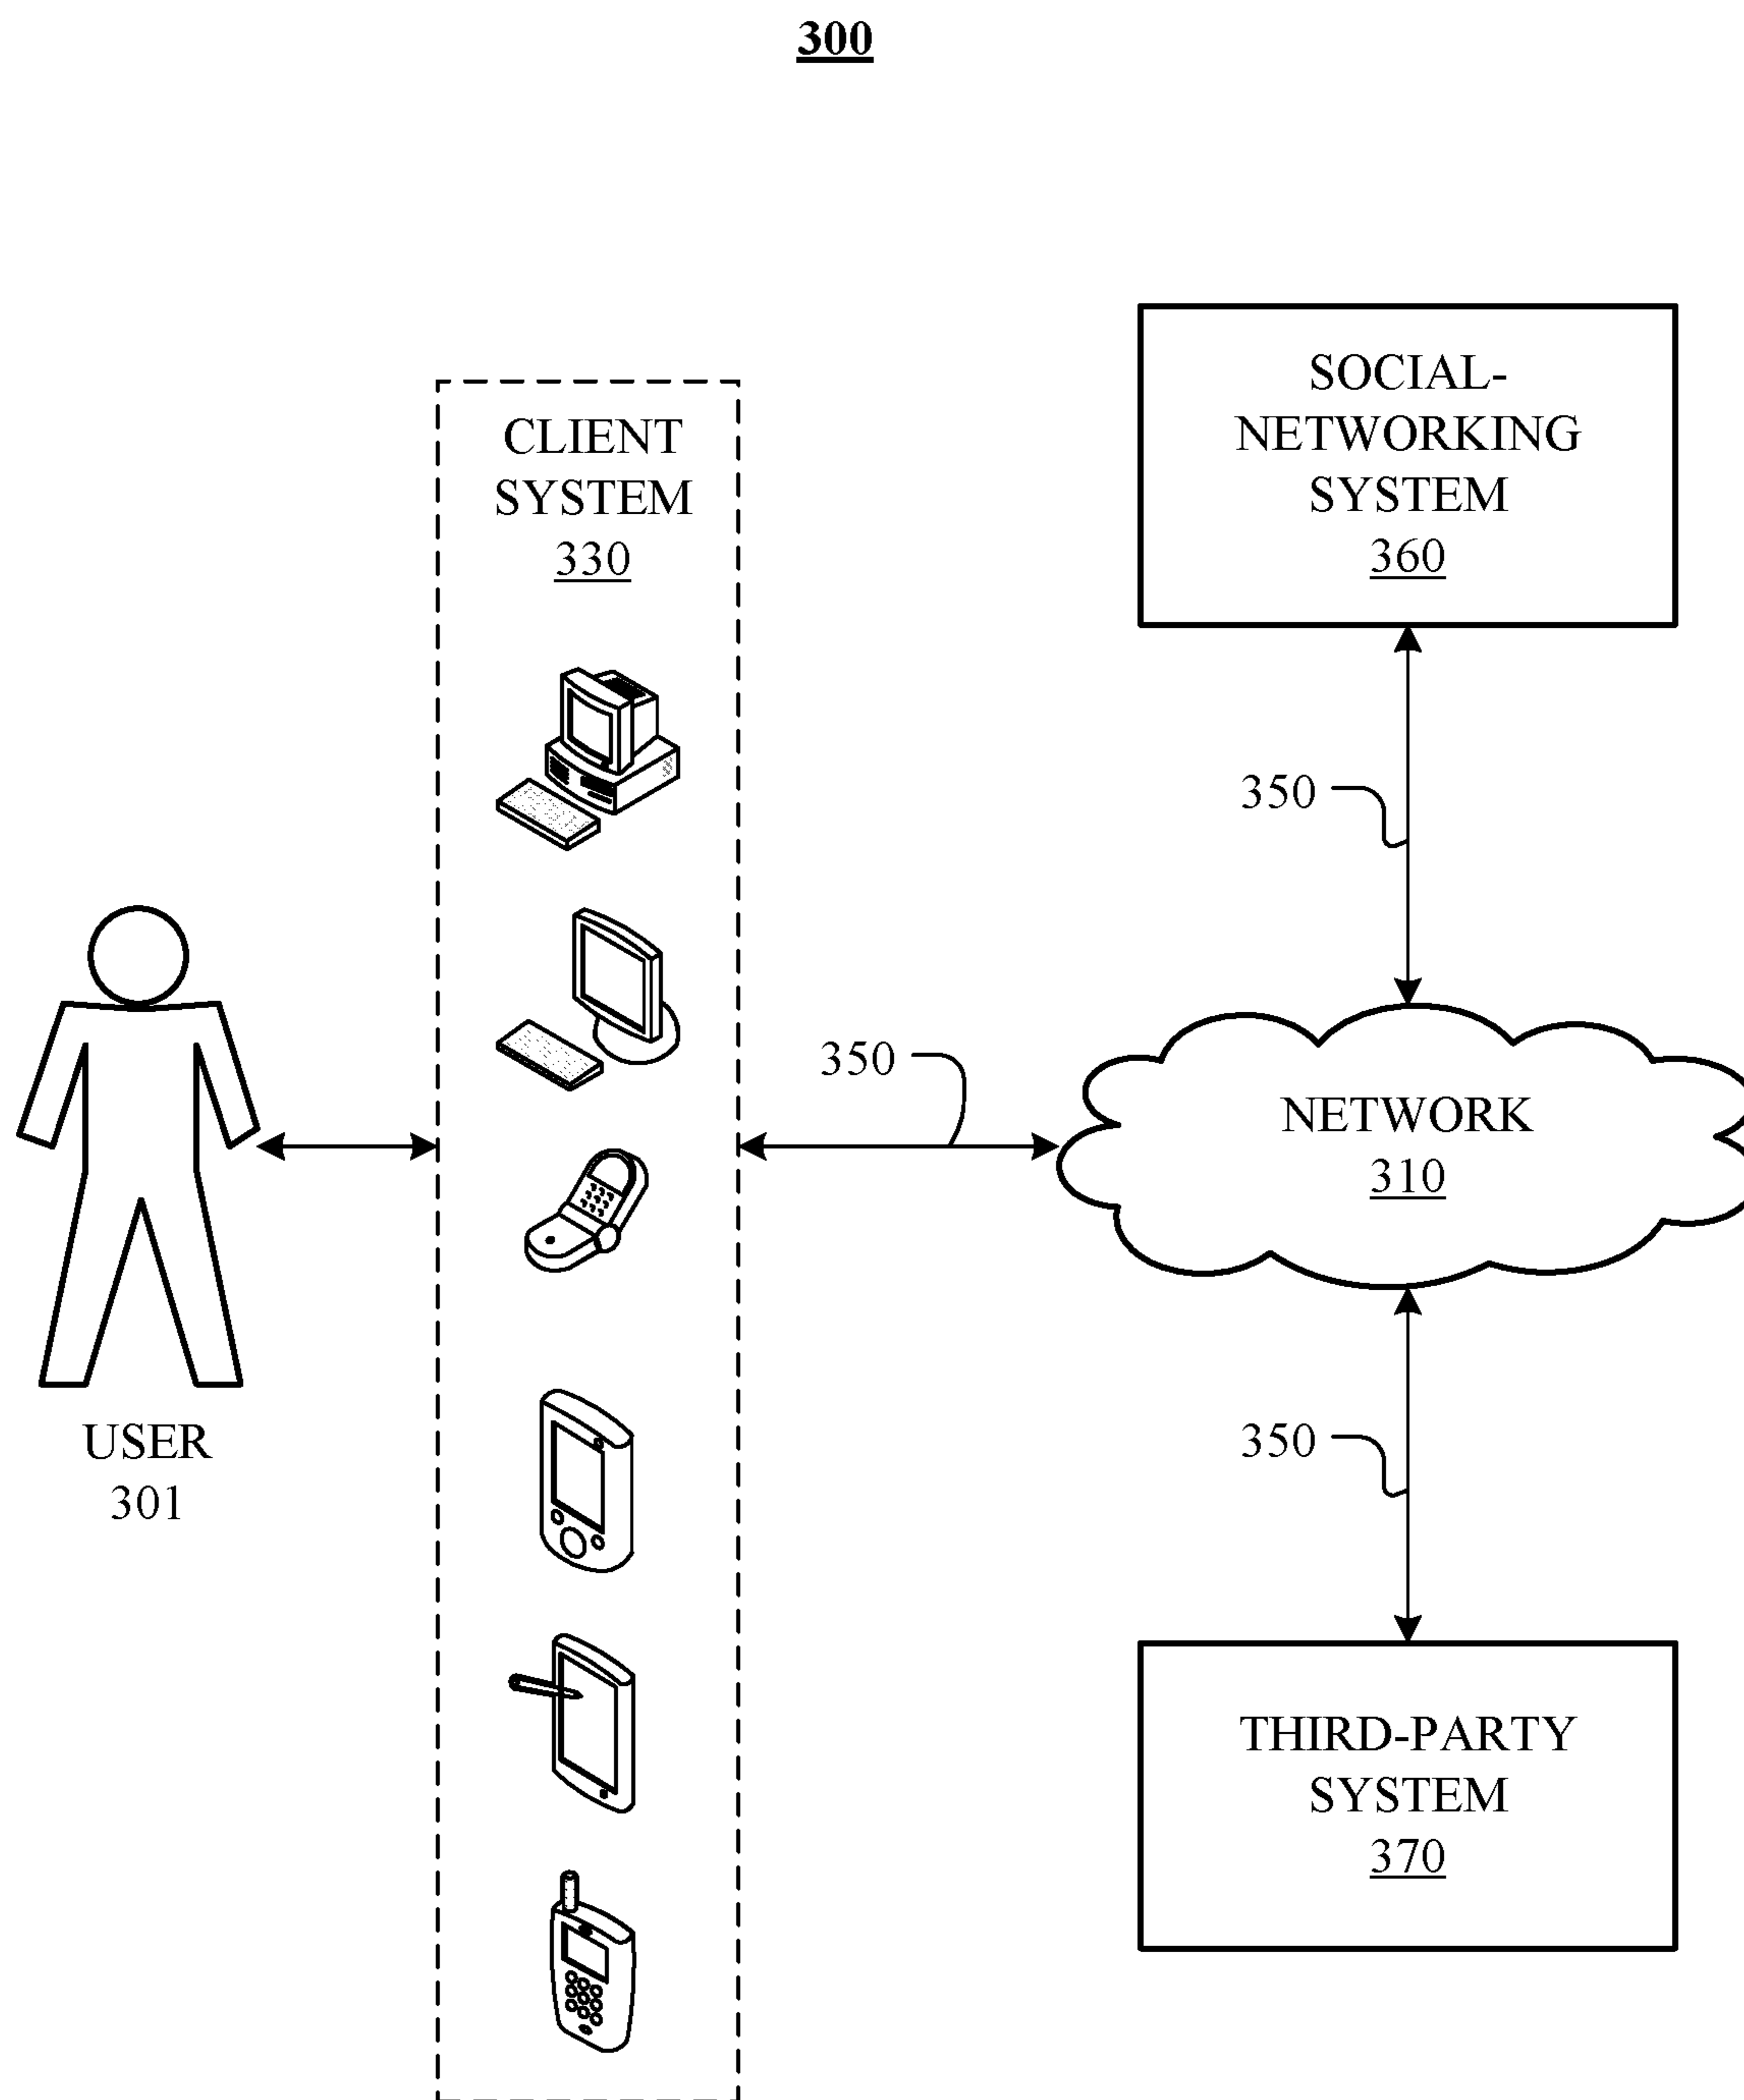 300
SOCIAL-
NETWORKING
SYSTEM
360
CLIENT
SYSTEM
330
350
350
NETWORK
310
USER
301
350
THIRD-PARTY
SYSTEM
370